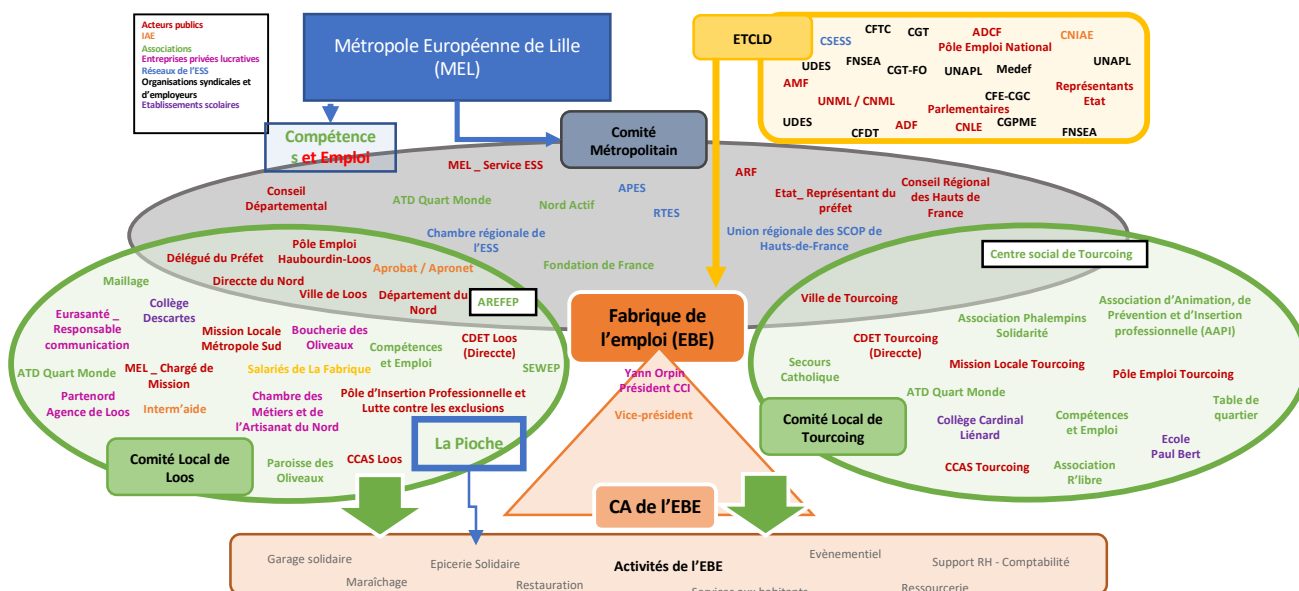 Acteurs publics
IAE
Associations
Entreprises privées lucratives
Réseaux de l'ESS
Organisations syndicales et
d'employeurs
Etablissements scolaires
Métropole Européenne de Lille
(MEL)
ETCLD
CFTC
CGT
ADCF
CNIAE
CSESS
Pôle Emploi National
UDES
FNSEA
CGT-FO
UNAPL
Medef
UNAPL
AMF
CFE-CGC
Représentants
Etat
UNML / CNML
Parlementaires
UDES
CFDT
ADF
CNLE
CGPME
FNSEA
Compétence
s et Emploi
Comité
Métropolitain
MEL _ Service ESS
Conseil
Départemental
ATD Quart Monde
Nord Actif
APES
RTES
ARF
Etat_ Représentant du
préfet
Conseil Régional
des Hauts de
France
Chambre régionale de
l'ESS
Union régionale des SCOP de
Hauts-de-France
Fondation de France
Pôle Emploi
Haubourdin-Loos
Délégué du Préfet
Aprobat / Apronet
Maillage
Direccte du Nord
Ville de Loos
Département du
Nord
AREFEP
Collège
Descartes
Eurasanté _
Responsable
communication
Mission Locale
Métropole Sud
Boucherie des
Oliveaux
Compétences
et Emploi
CDET Loos
(Direccte)
SEWEP
ATD Quart Monde
MEL _ Chargé de
Mission
Salariés de La Fabrique
Partenord
Agence de Loos
Interm'aide
Chambre des
Métiers et de
l'Artisanat du Nord
Pôle d'Insertion Professionnelle et
Lutte contre les exclusions
La Pioche
Comité Local de
Loos
Paroisse des
Oliveaux
CCAS Loos
Fabrique de
l'emploi (EBE)
Yann Orpin
Président CCI
Vice-président
CA de l'EBE
Centre social de Tourcoing
Ville de Tourcoing
Association Phalempins
Solidarité
Association d'Animation, de
Prévention et d'Insertion
professionnelle (AAPI)
CDET Tourcoing
(Direccte)
Secours
Catholique
Mission Locale Tourcoing
Pôle Emploi Tourcoing
ATD Quart Monde
Table de
quartier
Comité Local de
Tourcoing
Collège Cardinal
Liénard
Compétences
et Emploi
Ecole
Paul Bert
CCAS Tourcoing
Association
R'libre
Garage solidaire
Epicerie Solidaire
Activités de l'EBE
Evènementiel
Support RH - Comptabilité
Maraîchage
Restauration
Services aux habitants
Ressourcerie